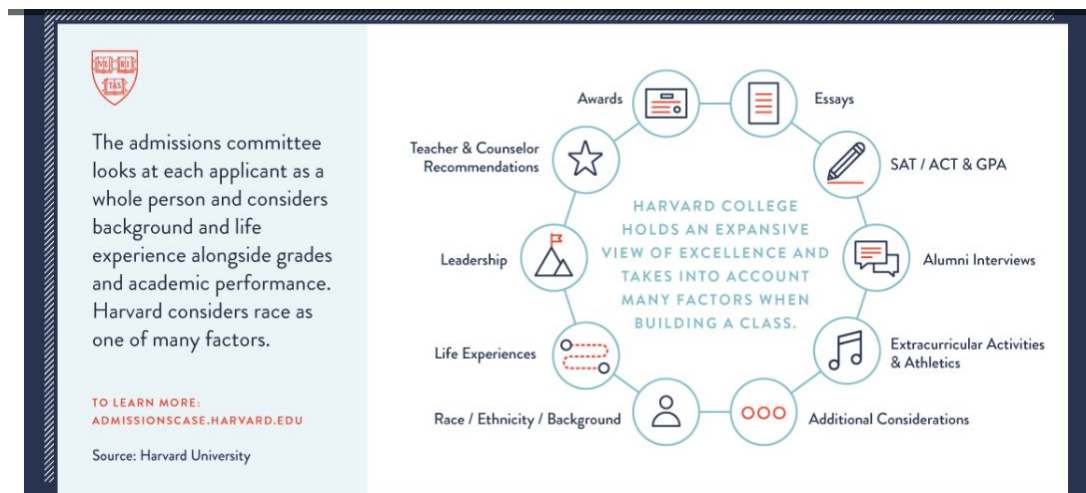 VE RI
TAS
The admissions committee
looks at each applicant as a
whole person and considers
background and life
experience alongside grades
and academic performance.
Harvard considers race as
one of many factors.
TO LEARN MORE:
ADMISSIONSCASE.HARVARD.EDU
Source: Harvard University
Awards
Essays
Teacher & Counselor
Recommendations
SAT / ACT & GPA
HARVARD COLLEGE
HOLDS AN EXPANSIVE
VIEW OF EXCELLENCE AND
TAKES INTO ACCOUNT
MANY FACTORS WHEN
BUILDING A CLASS.
Leadership
Alumni Interviews
Life Experiences
Extracurricular Activities
& Athletics
Race / Ethnicity / Background
Additional Considerations